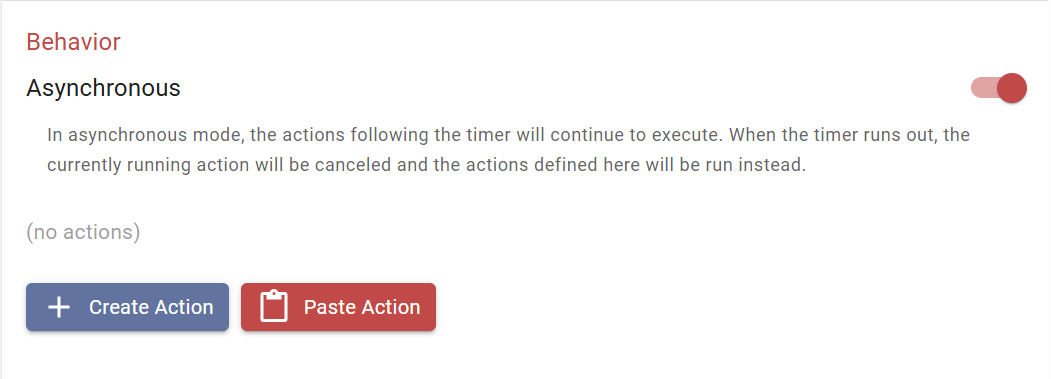 Behavior
Asynchronous
In asynchronous mode, the actions following the timer will continue to execute. When the timer runs out, the
currently running action will be canceled and the actions defined here will be run instead.
(no actions)
Create Action
Paste Action